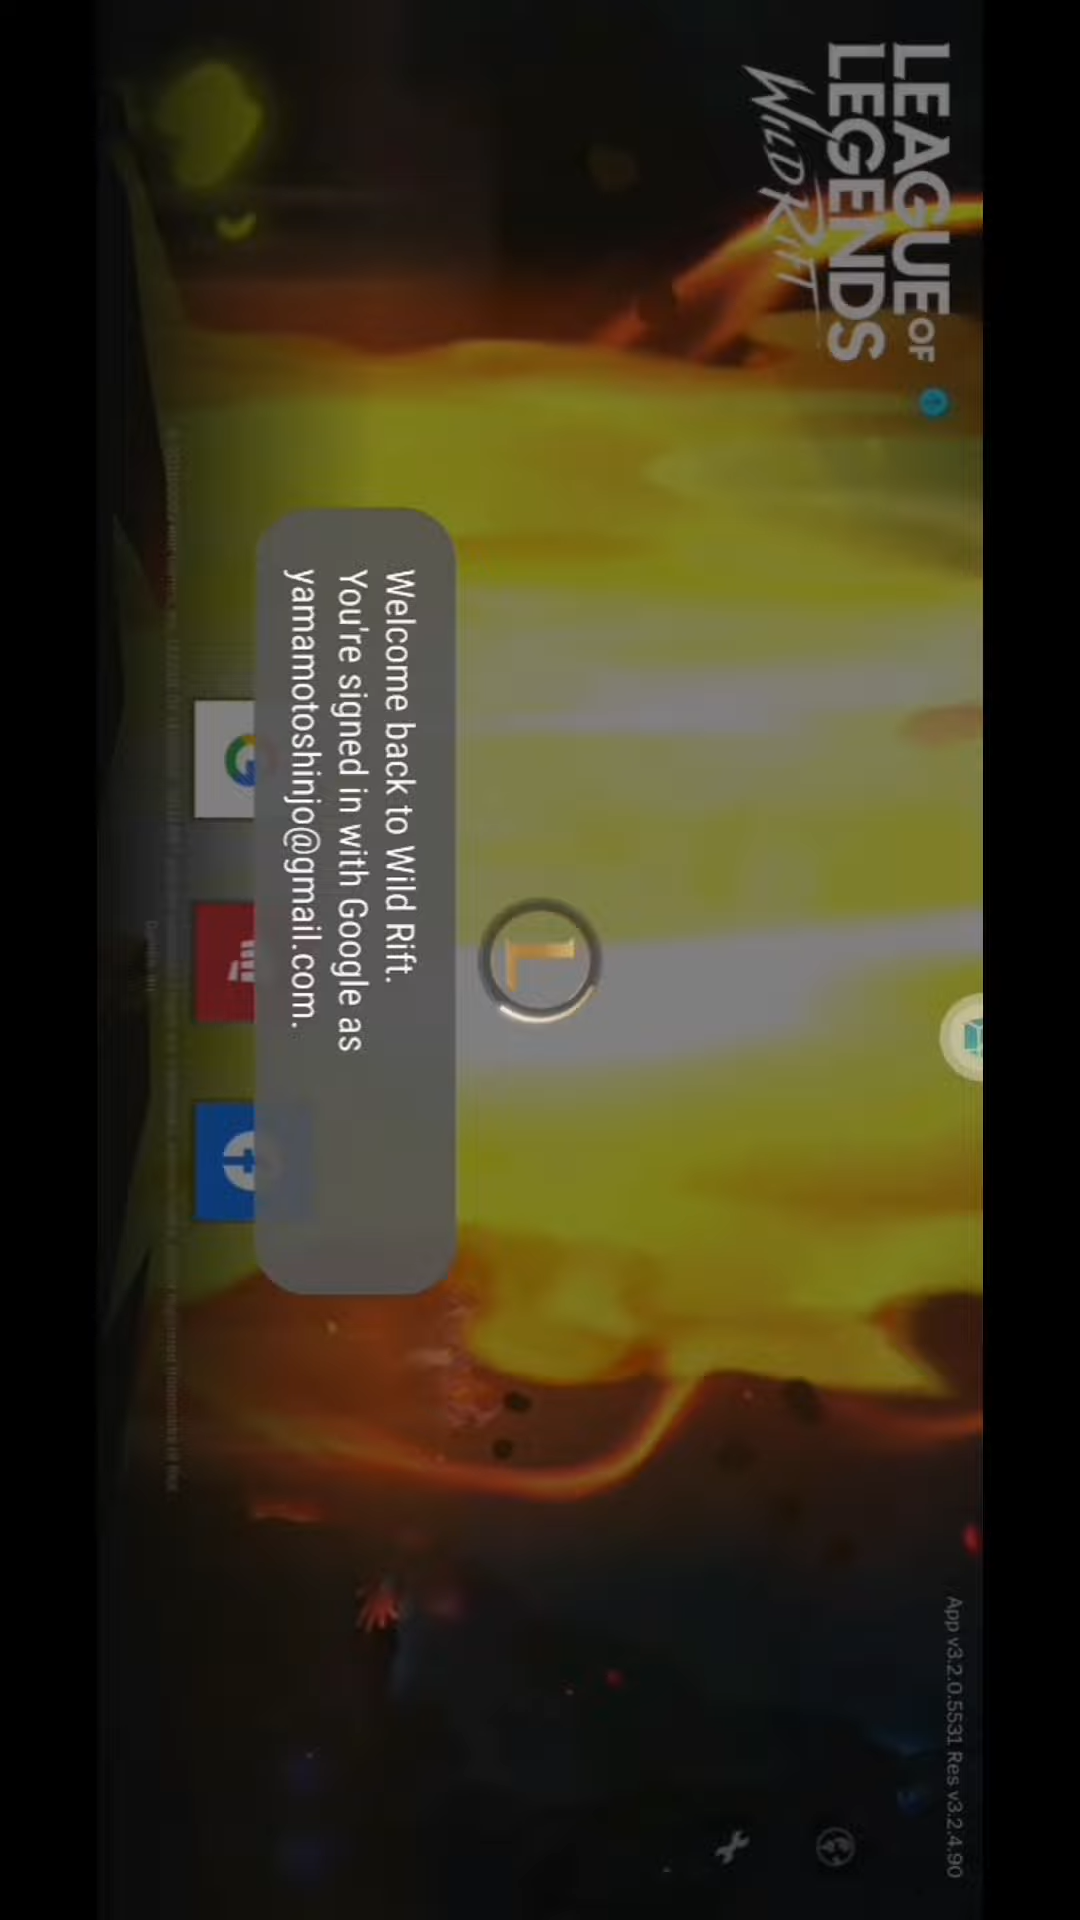 LEAGUE OF
LEGENDS
WILD RIFT
App v3.2.0.5531 Res v3.2.4.90
Welcome back to Wild Rift.
You're signed in with Google as
yamamotoshinjo@gmail.com.